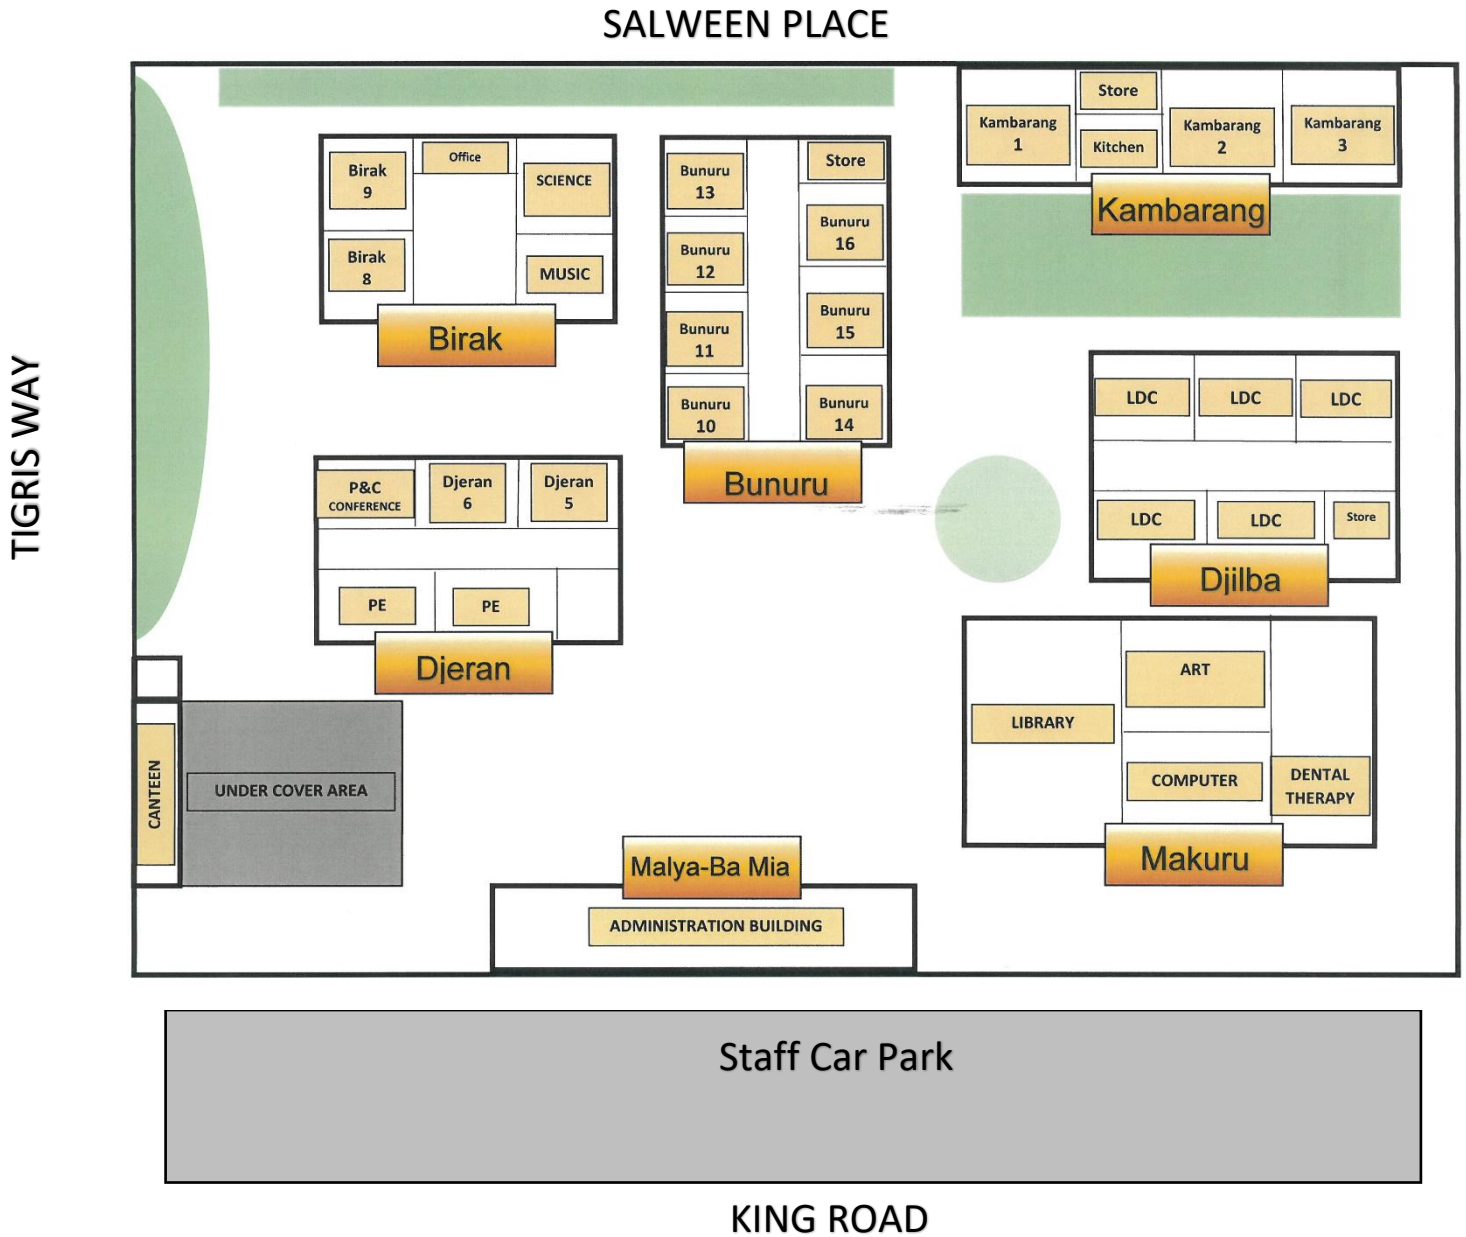 SALWEEN PLACE
TIGRIS WAY
Birak
9
Office
SCIENCE
Birak
8
MUSIC
Birak
Bunuru
13
Store
Bunuru
16
Bunuru
12
Bunuru
15
Bunuru
11
Bunuru
10
Bunuru
14
Bunuru
Kambarang
1
Store
Kitchen
Kambarang
2
Kambarang
3
Kambarang
LDC
LDC
LDC
LDC
LDC
Store
Djilba
P&C
CONFERENCE
Djeran
6
Djeran
5
PE
PE
Djeran
CANTEEN
UNDER COVER AREA
LIBRARY
ART
COMPUTER
DENTAL
THERAPY
Makuru
Malya-Ba Mia
ADMINISTRATION BUILDING
Staff Car Park
KING ROAD